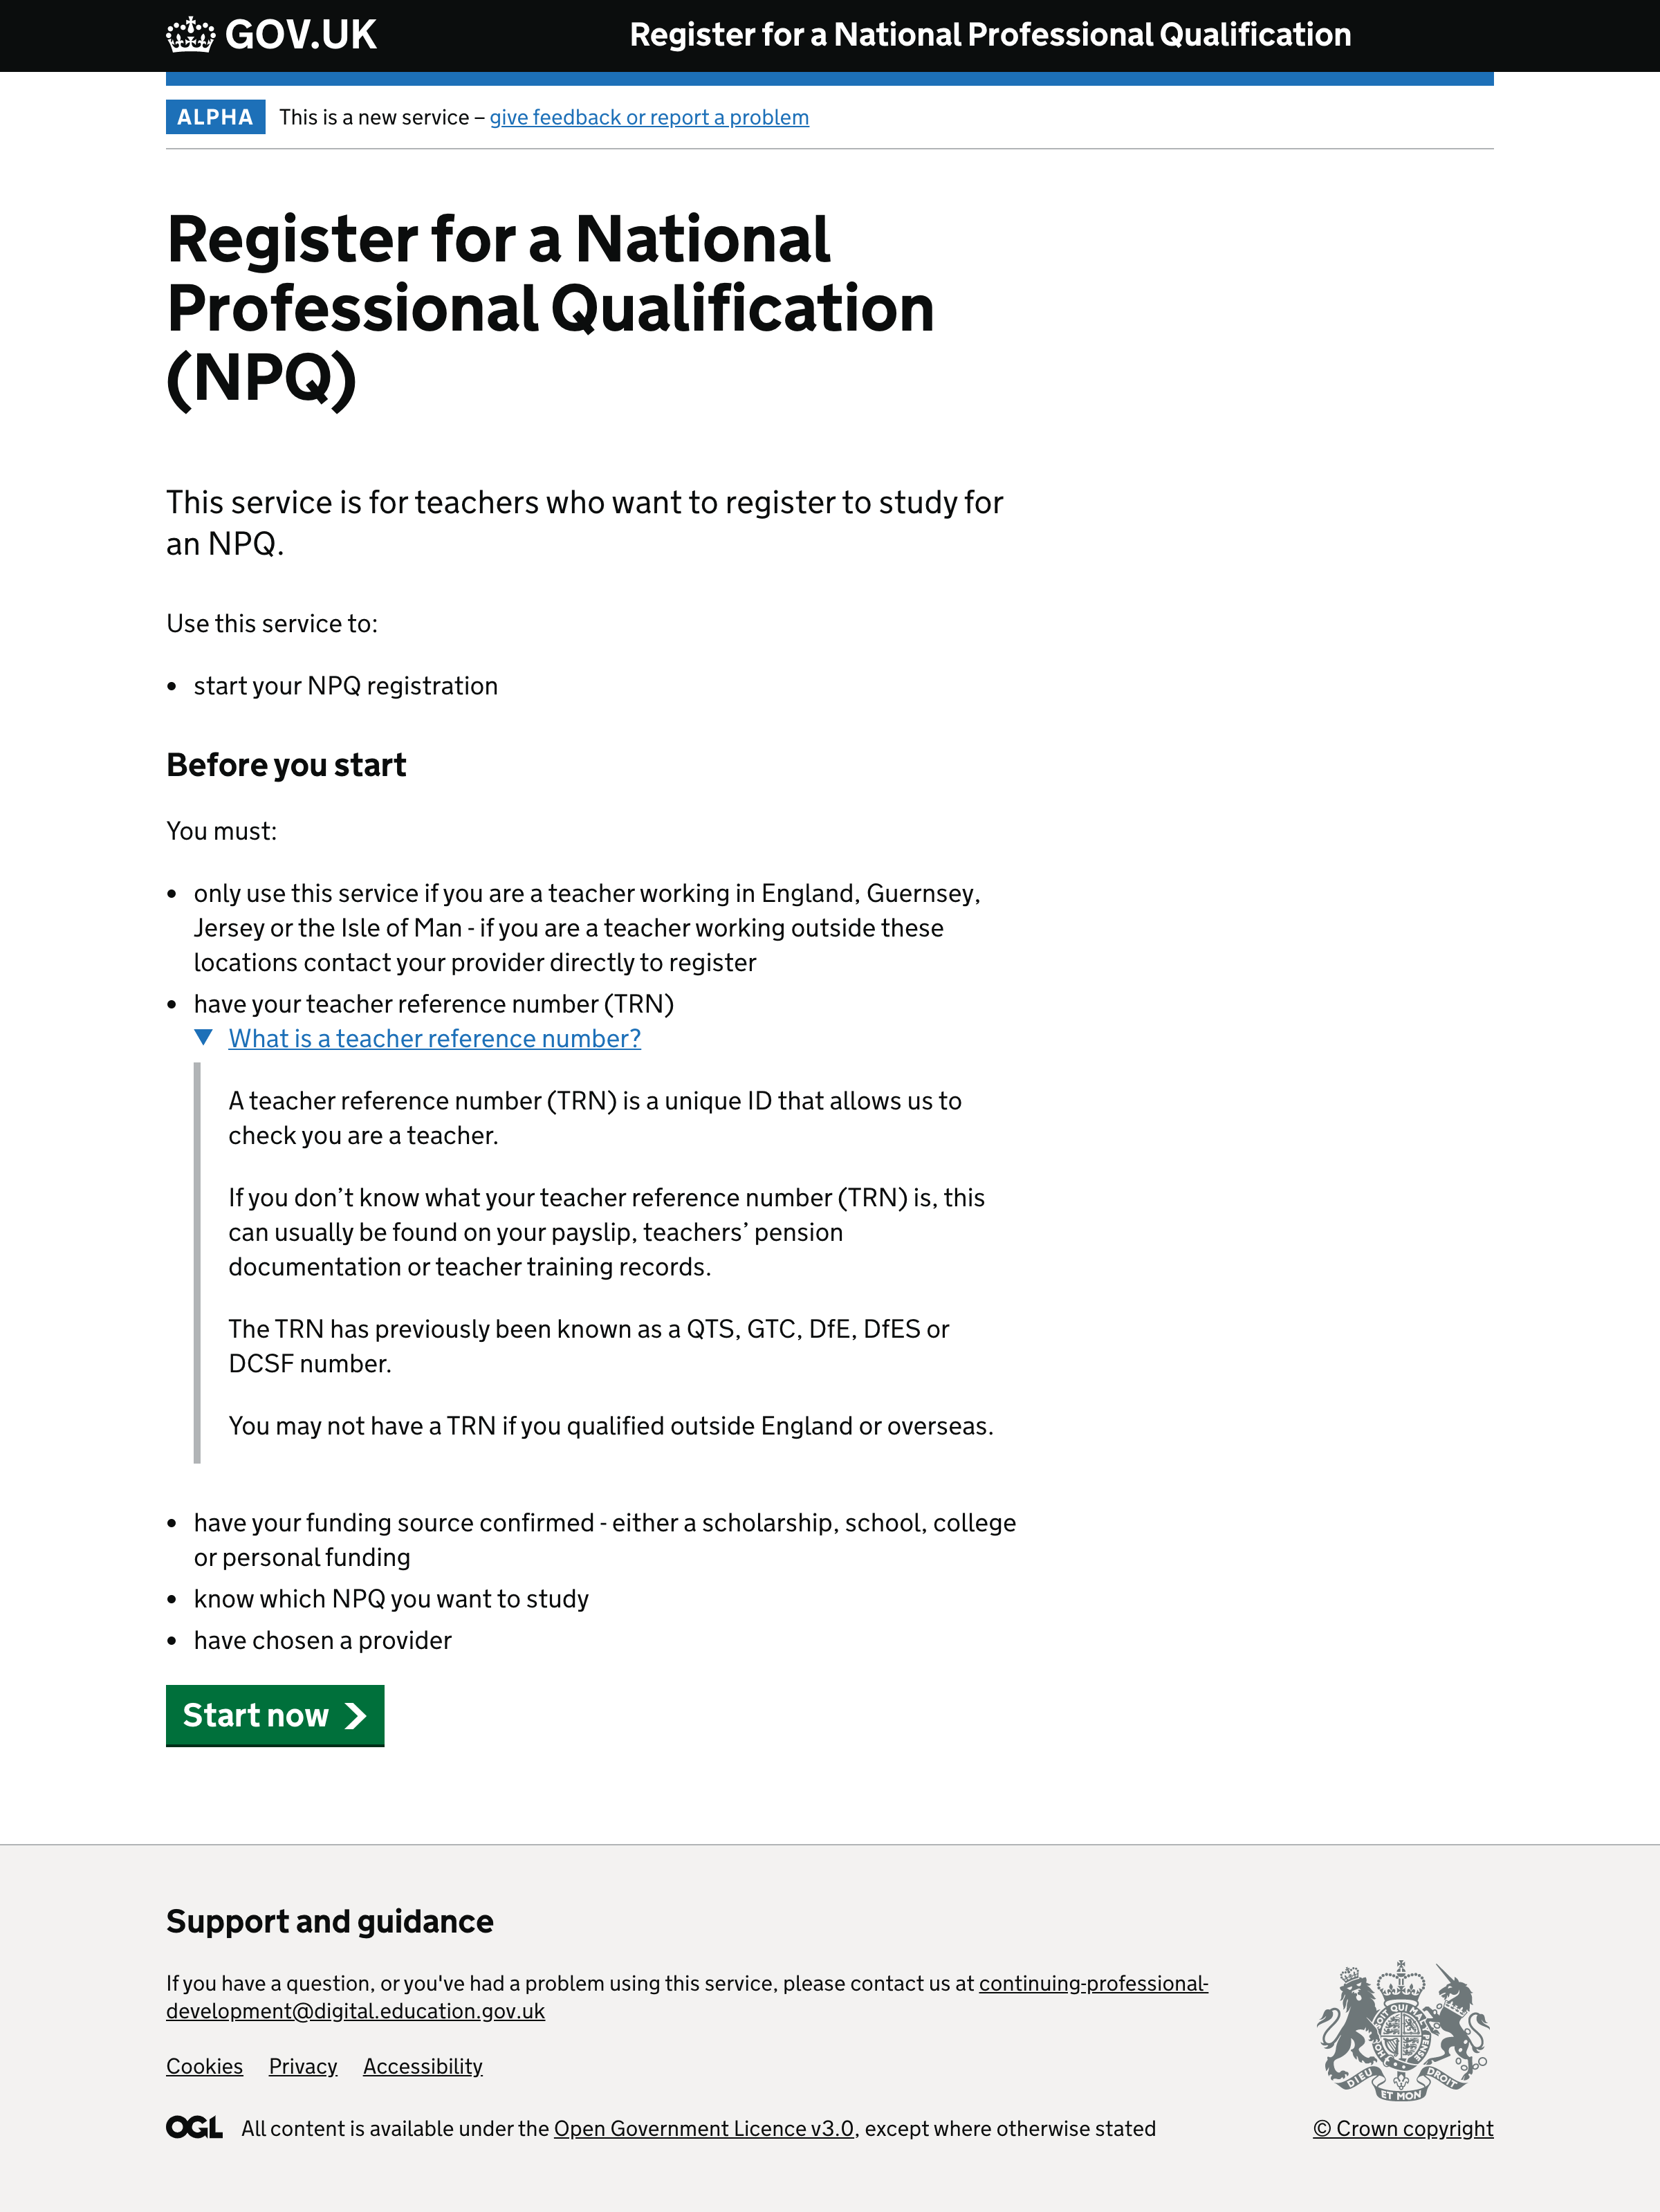 GOV.UK
Register for a National Professional Qualification
ALPHA
This is a new service – give feedback or report a problem
Register for a National
Professional Qualification
(NPQ)
This service is for teachers who want to register to study for
an NPQ.
Use this service to:
• start your NPQ registration
Before you start
You must:
• only use this service if you are a teacher working in England, Guernsey,
Jersey or the Isle of Man - if you are a teacher working outside these
locations contact your provider directly to register
• have your teacher reference number (TRN)
▼ What is a teacher reference number?
A teacher reference number (TRN) is a unique ID that allows us to
check you are a teacher.
If you don’t know what your teacher reference number (TRN) is, this
can usually be found on your payslip, teachers’ pension
documentation or teacher training records.
The TRN has previously been known as a QTS, GTC, DfE, DfES or
DCSF number.
You may not have a TRN if you qualified outside England or overseas.
• have your funding source confirmed - either a scholarship, school, college
or personal funding
• know which NPQ you want to study
• have chosen a provider
Start now
Support and guidance
If you have a question, or you've had a problem using this service, please contact us at continuing-professional-
development@digital.education.gov.uk
Cookies Privacy Accessibility
DIEU ET MON DROIT
OGL All content is available under the Open Government Licence v3.0, except where otherwise stated
© Crown copyright